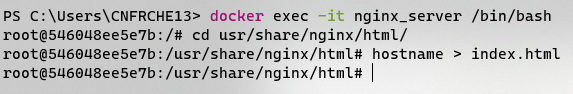 PS C:\Users\CNFRCHE13> docker exec -it nginx_server /bin/bash
root@546048ee5e7b:/# cd usr/share/nginx/html/
root@546048ee5e7b:/usr/share/nginx/html# hostname > index.html
root@546048ee5e7b:/usr/share/nginx/html#